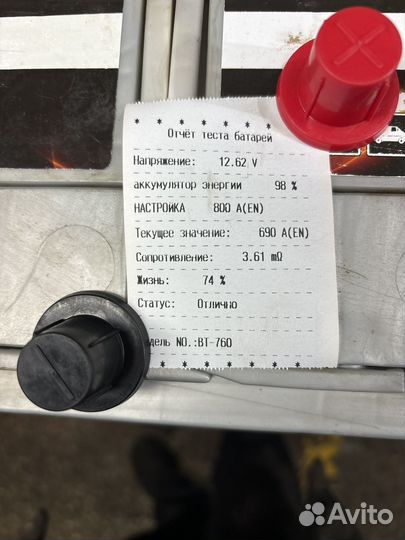 * * * * * * *
Отчёт теста батарей
Напряжение: 12.62 V
аккумулятор энергии 98 %
НАСТРОЙКА 800 A(EN)
Текущее значение: 690 A(EN)
Сопротивление: 3.61 mΩ
Жизнь: 74 %
Статус: Отлично
NO.:BT-760
* * * * * * *
Avito